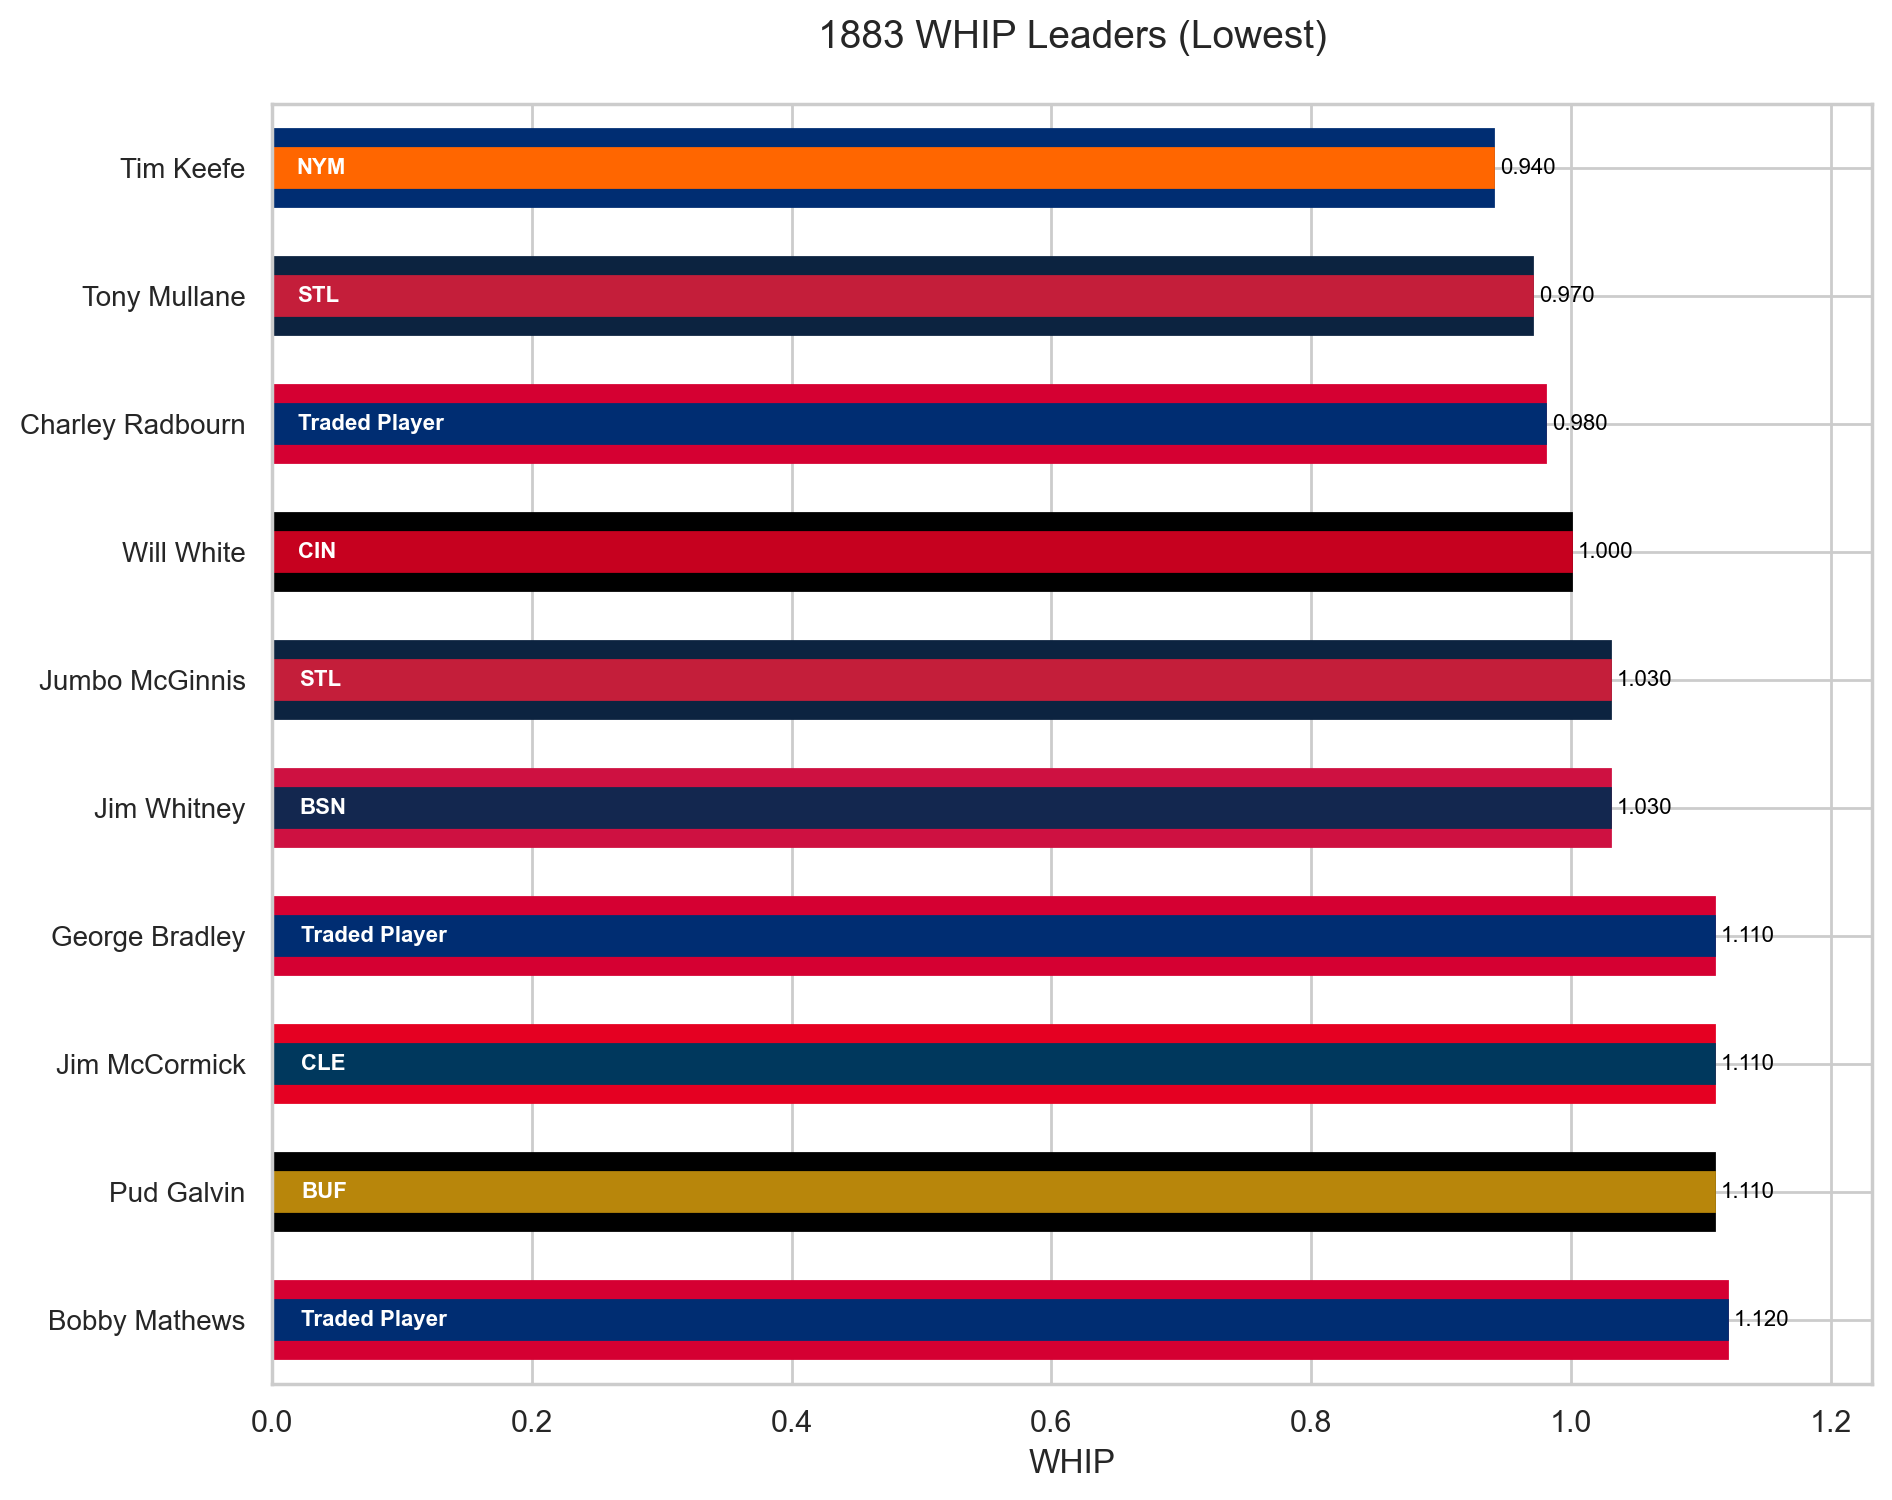 1883 WHIP Leaders (Lowest)
Tim Keefe NYM 0.940
Tony Mullane STL 0.970
Charley Radbourn Traded Player 0.980
Will White CIN 1.000
Jumbo McGinnis STL 1.030
Jim Whitney BSN 1.030
George Bradley Traded Player 1.110
Jim McCormick CLE 1.110
Pud Galvin BUF 1.110
Bobby Mathews Traded Player 1.120
0.0 0.2 0.4 0.6 0.8 1.0 1.2
WHIP